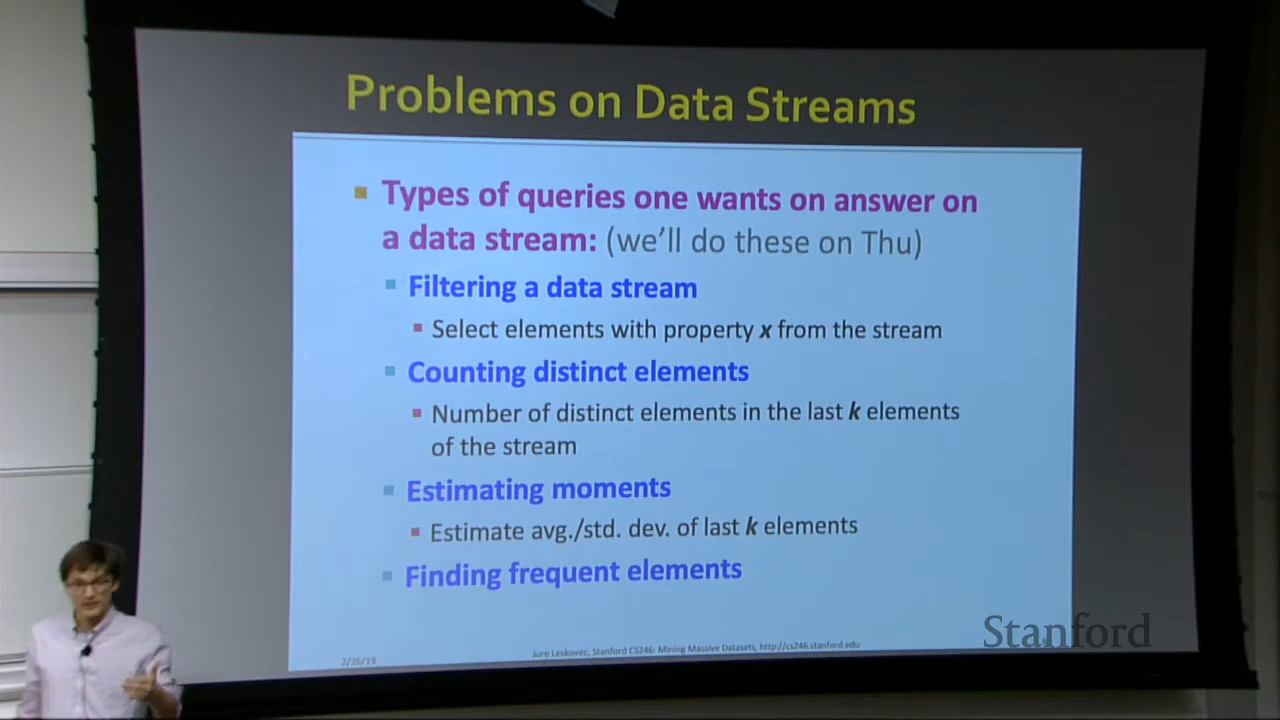 Problems on Data Streams
Types of queries one wants on answer on
a data stream: (we'll do these on Thu)
Filtering a data stream
Select elements with property x from the stream
Counting distinct elements
Number of distinct elements in the last k elements
of the stream
Estimating moments
Estimate avg./std. dev. of last k elements
Finding frequent elements
2/26/19
Jure Leskovec, Stanford CS246: Mining Massive Datasets, http://cs246.stanford.edu
Stanford